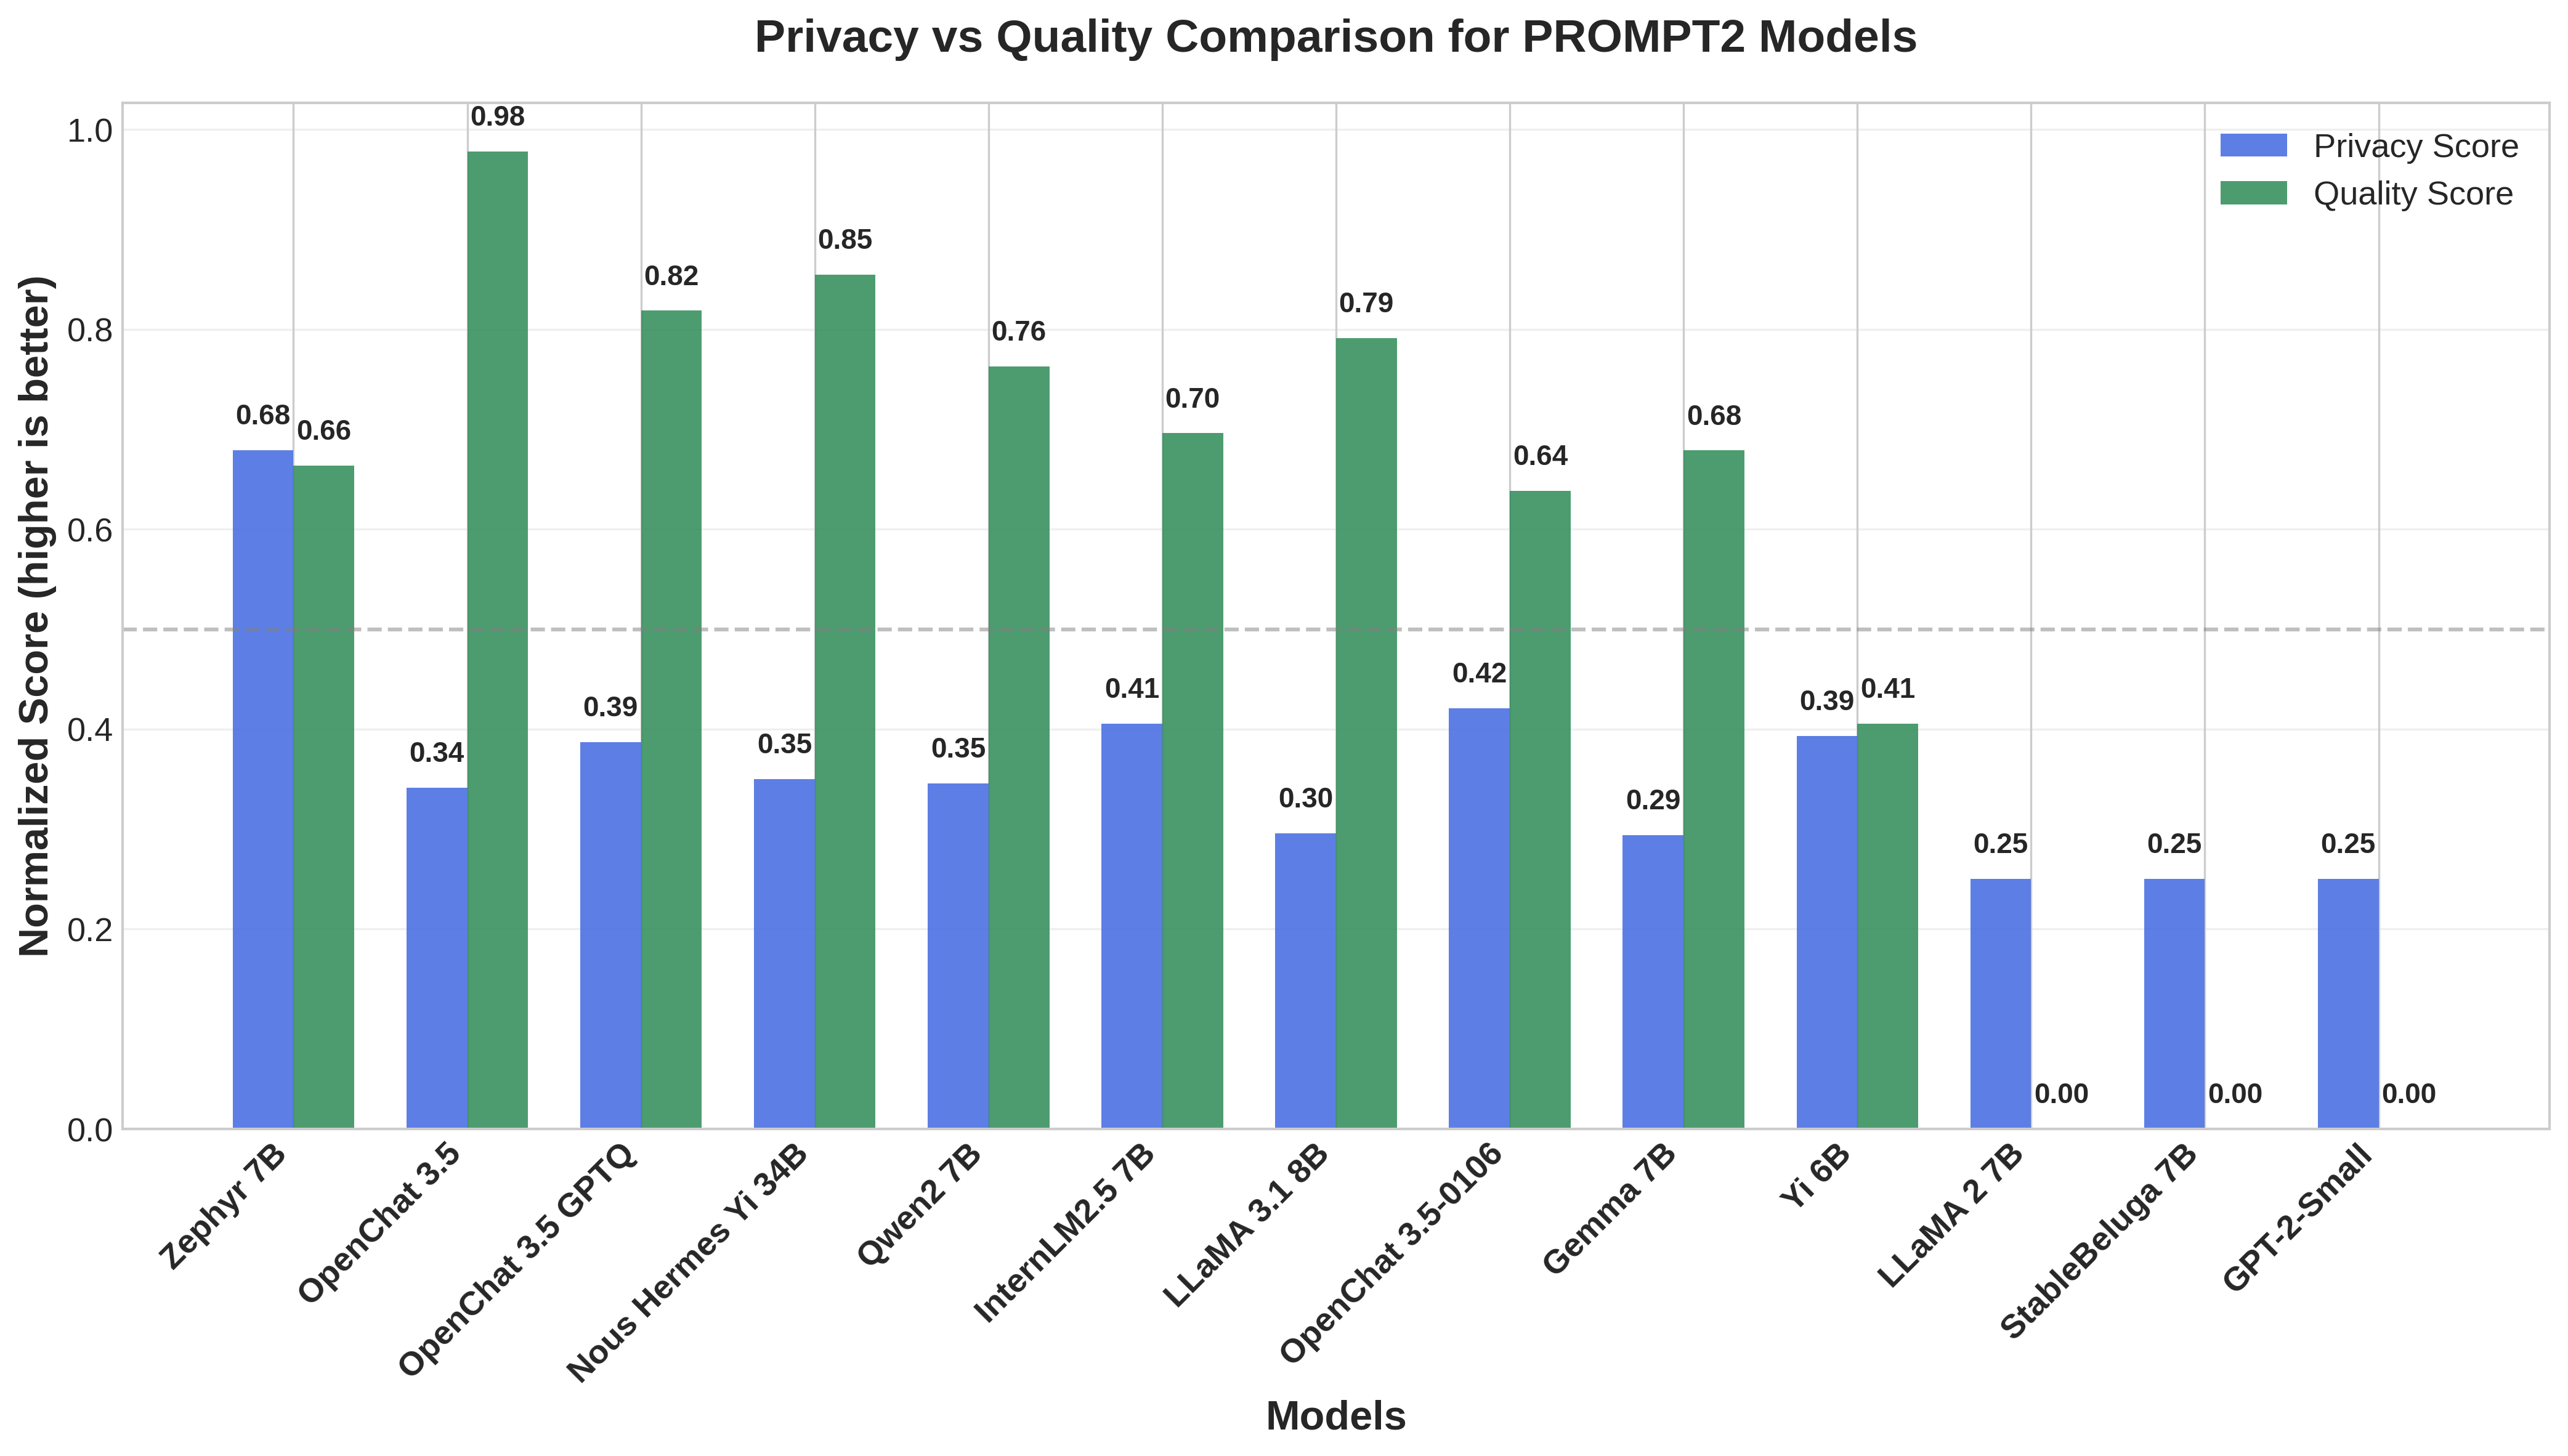 Privacy vs Quality Comparison for PROMPT2 Models
Normalized Score (higher is better)
1.0
0.8
0.6
0.4
0.2
0.0
Privacy Score
Quality Score
0.68
0.66
0.34
0.98
0.39
0.82
0.35
0.85
0.35
0.76
0.41
0.70
0.30
0.79
0.42
0.64
0.29
0.68
0.39
0.41
0.25
0.00
0.25
0.00
0.25
0.00
Zephyr 7B
OpenChat 3.5
OpenChat 3.5 GPTQ
Nous Hermes Yi 34B
Qwen2 7B
InternLM2.5 7B
LLaMA 3.1 8B
OpenChat 3.5-0106
Gemma 7B
Yi 6B
LLaMA 2 7B
StableBeluga 7B
GPT-2-Small
Models